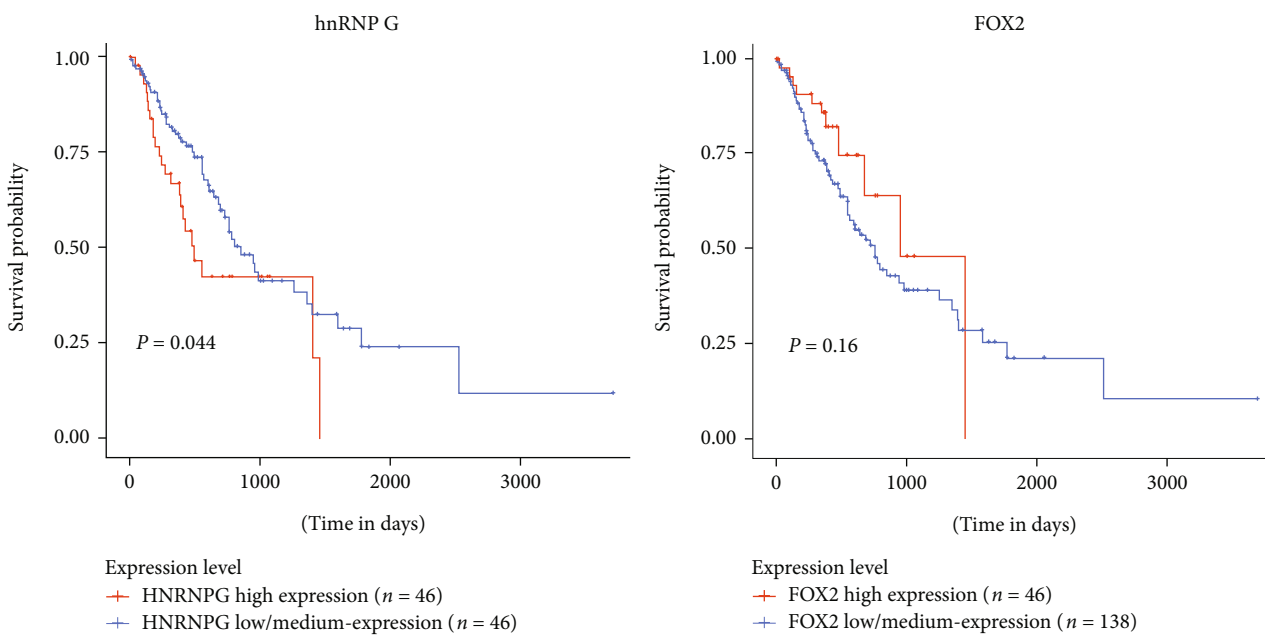 hnRNP G
1.00
0.75
0.50
0.25
0.00
Survival probability
P = 0.044
0 1000 2000 3000
(Time in days)
Expression level
HNRNPG high expression (n = 46)
HNRNPG low/medium-expression (n = 46)
FOX2
1.00
0.75
0.50
0.25
0.00
Survival probability
P = 0.16
0 1000 2000 3000
(Time in days)
Expression level
FOX2 high expression (n = 46)
FOX2 low/medium-expression (n = 138)